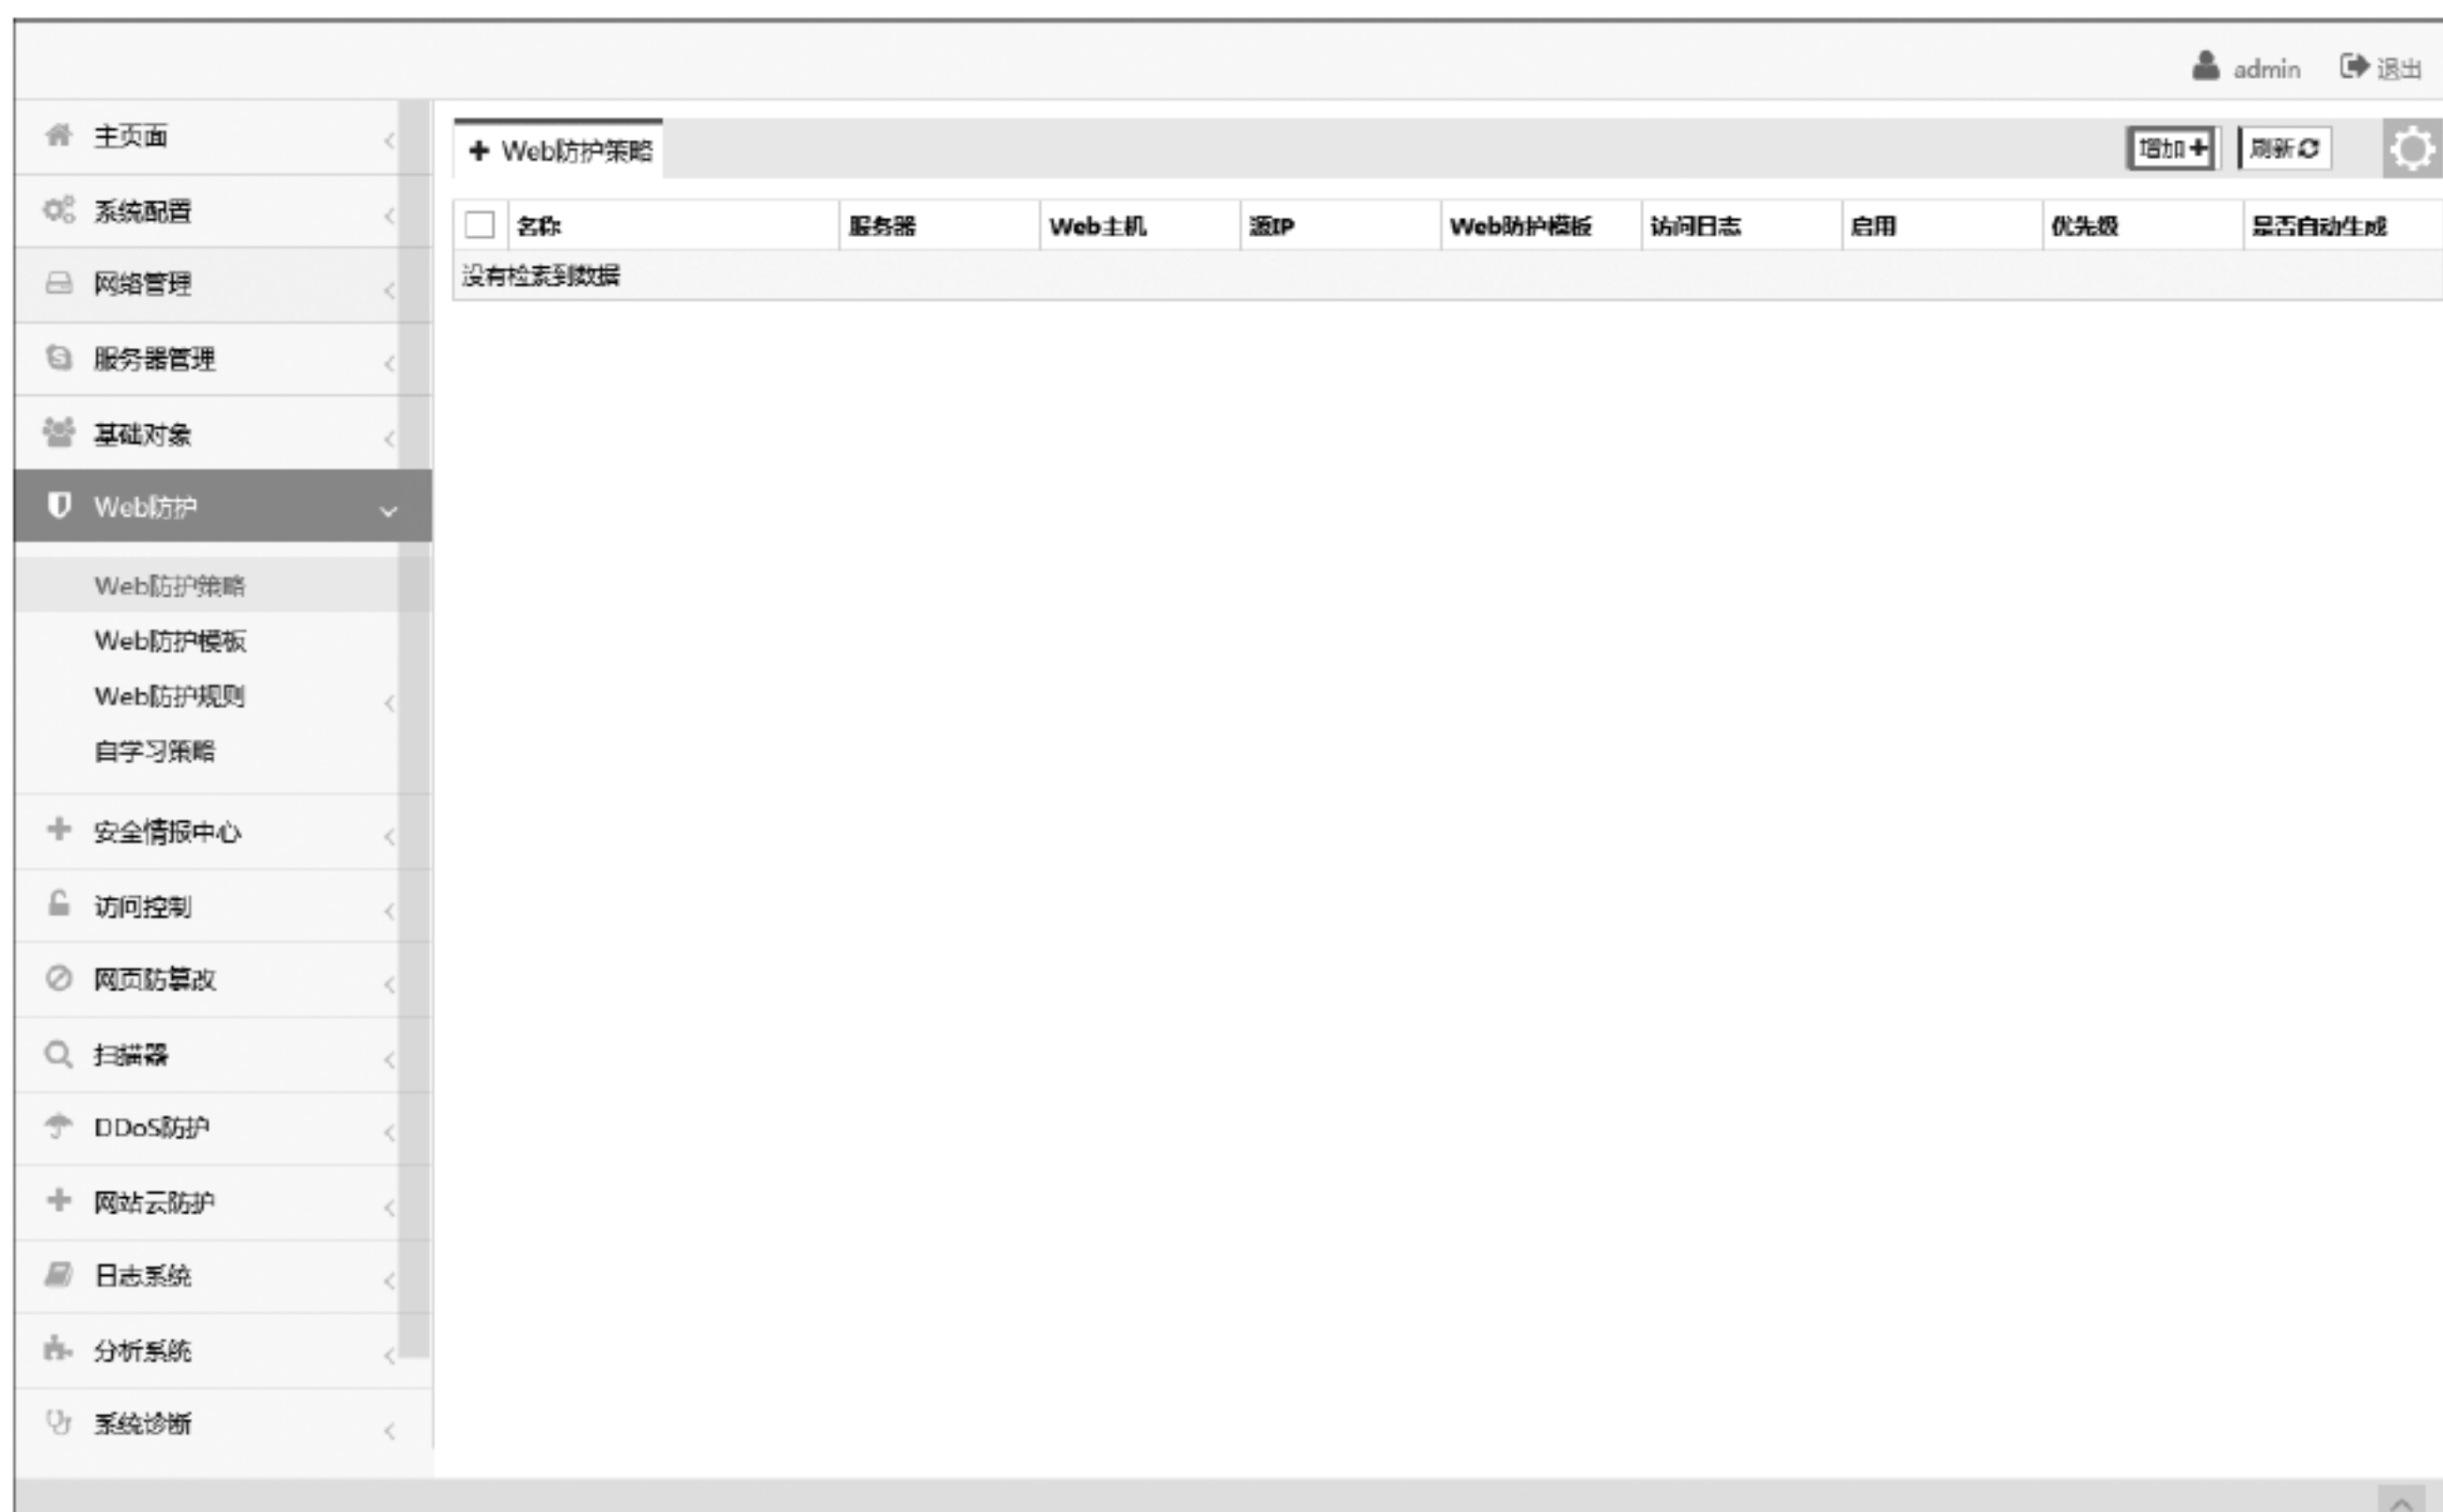 admin 退出
主页面
系统配置
网络管理
服务器管理
基础对象
Web防护
Web防护策略
Web防护模板
Web防护规则
自学习策略
安全情报中心
访问控制
网页防篡改
扫描器
DDoS防护
网站云防护
日志系统
分析系统
系统诊断
Web防护策略 增加 刷新
名称 服务器 Web主机 源IP Web防护模板 访问日志 启用 优先级 是否自动生成
没有检索到数据